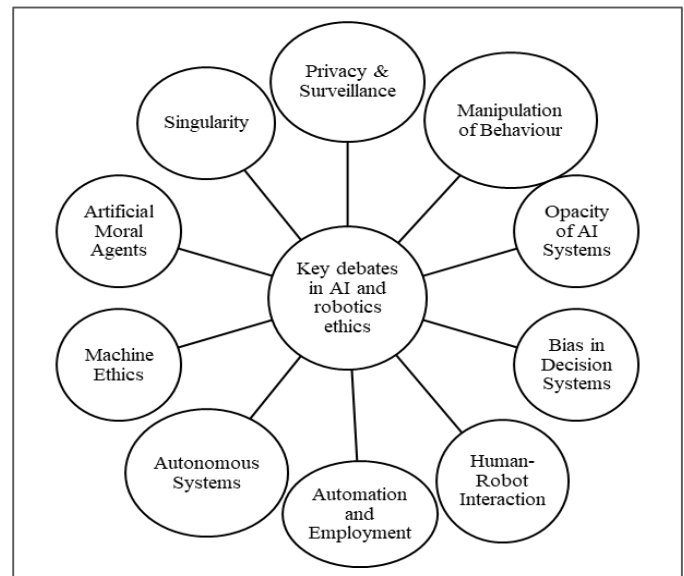 Privacy &
Surveillance
Manipulation
of Behaviour
Opacity
of AI
Systems
Bias in
Decision
Systems
Human-
Robot
Interaction
Automation
and
Employment
Autonomous
Systems
Machine
Ethics
Artificial
Moral
Agents
Singularity
Key debates
in AI and
robotics
ethics